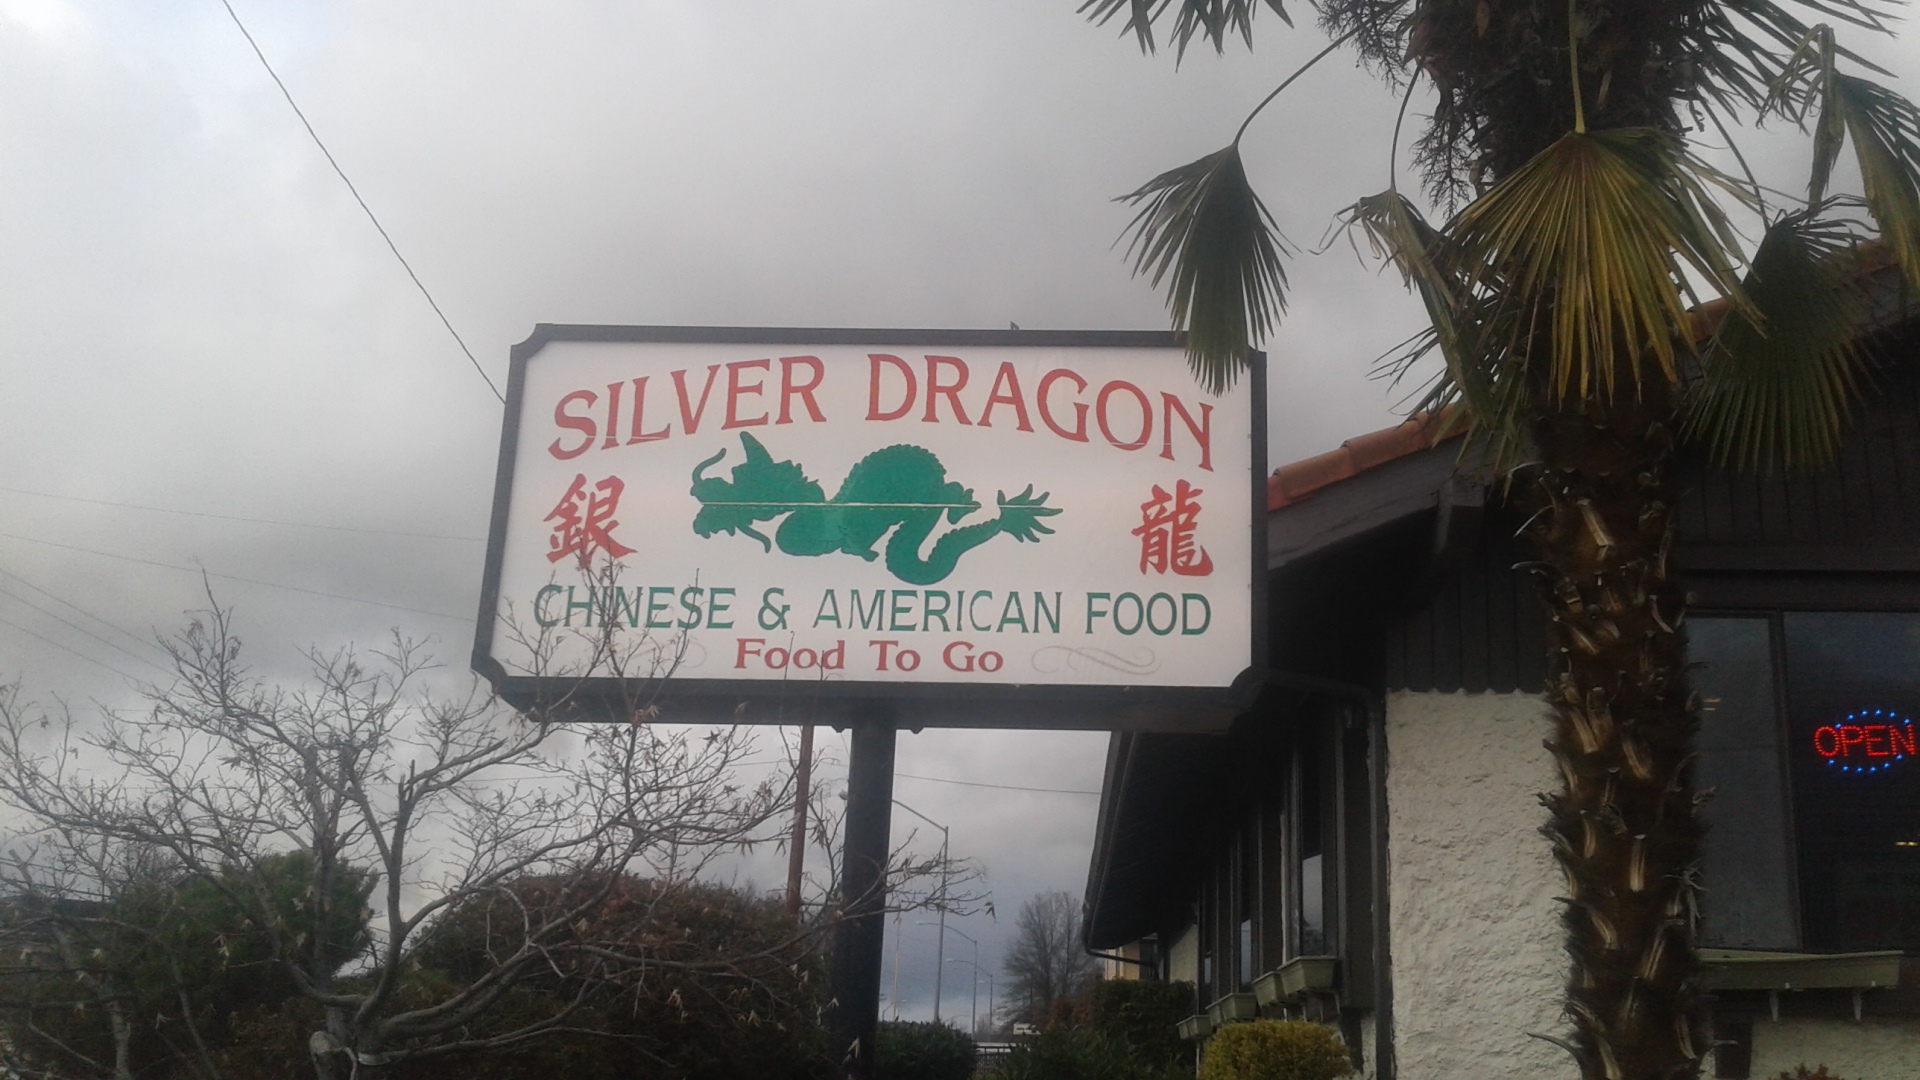 SILVER DRAGON
銀 龍
CHINESE & AMERICAN FOOD
Food To Go
OPEN